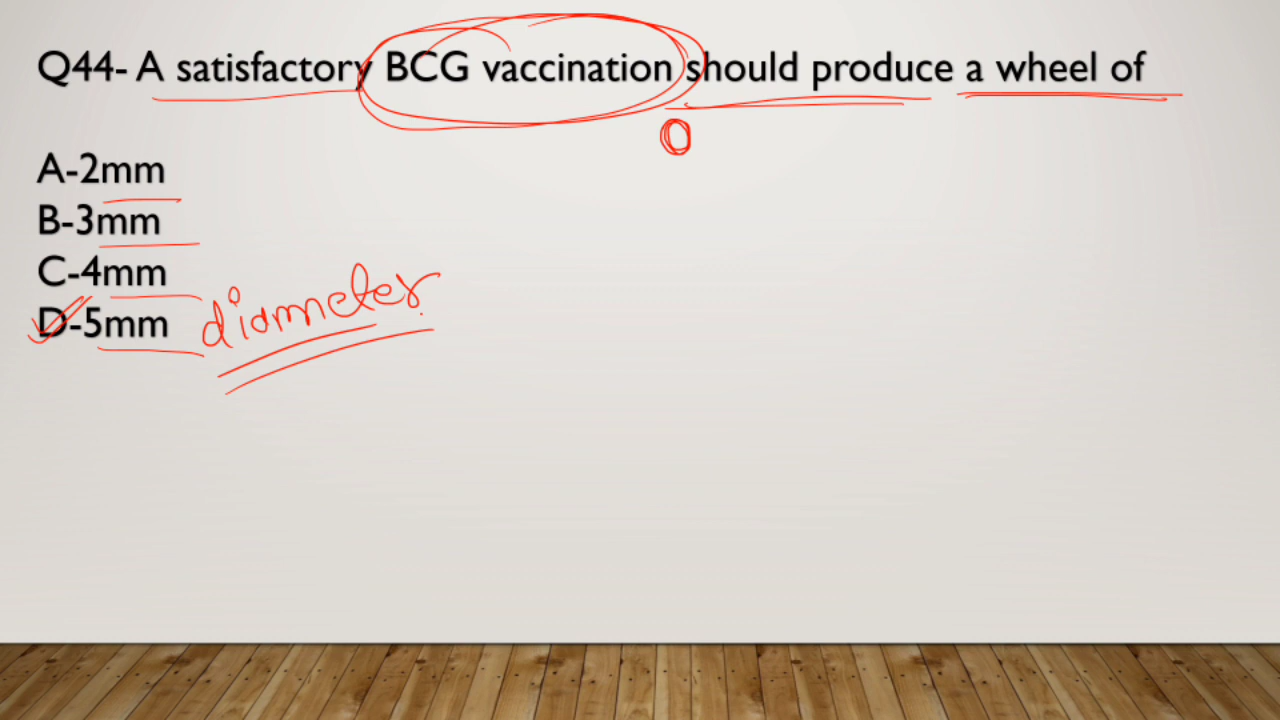 Q44- A satisfactory BCG vaccination should produce a wheel of
A-2mm
B-3mm
C-4mm
D-5mm diameter